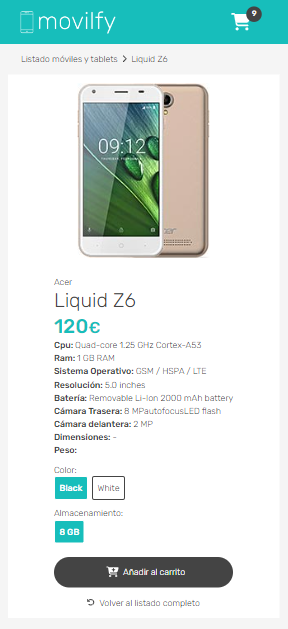 movilfy
9
Listado móviles y tablets > Liquid Z6
09:12
acer
Acer
Liquid Z6
120€
Cpu: Quad-core 1.25 GHz Cortex-A53
Ram: 1 GB RAM
Sistema Operativo: GSM / HSPA / LTE
Resolución: 5.0 inches
Batería: Removable Li-Ion 2000 mAh battery
Cámara Trasera: 8 MPautofocusLED flash
Cámara delantera: 2 MP
Dimensiones: -
Peso:
Color:
Black White
Almacenamiento:
8 GB
Añadir al carrito
Volver al listado completo